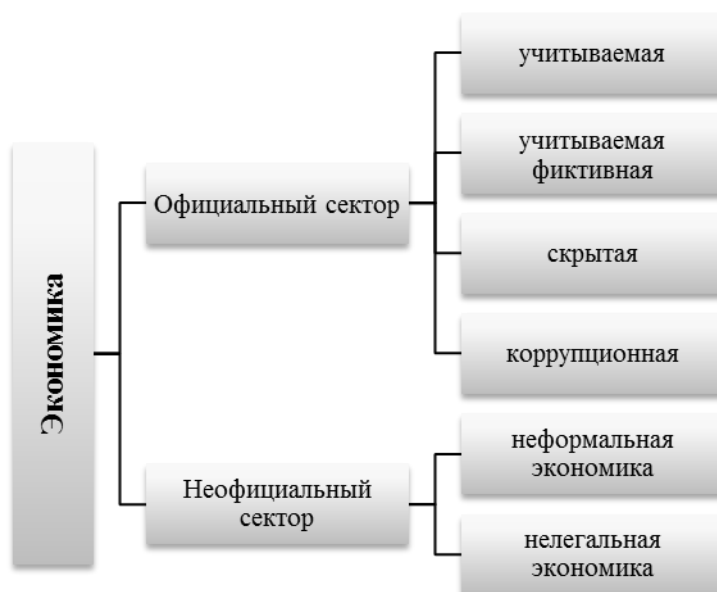 Экономика
Официальный сектор
учитываемая
учитываемая
фиктивная
скрытая
коррупционная
Неофициальный
сектор
неформальная
экономика
нелегальная
экономика